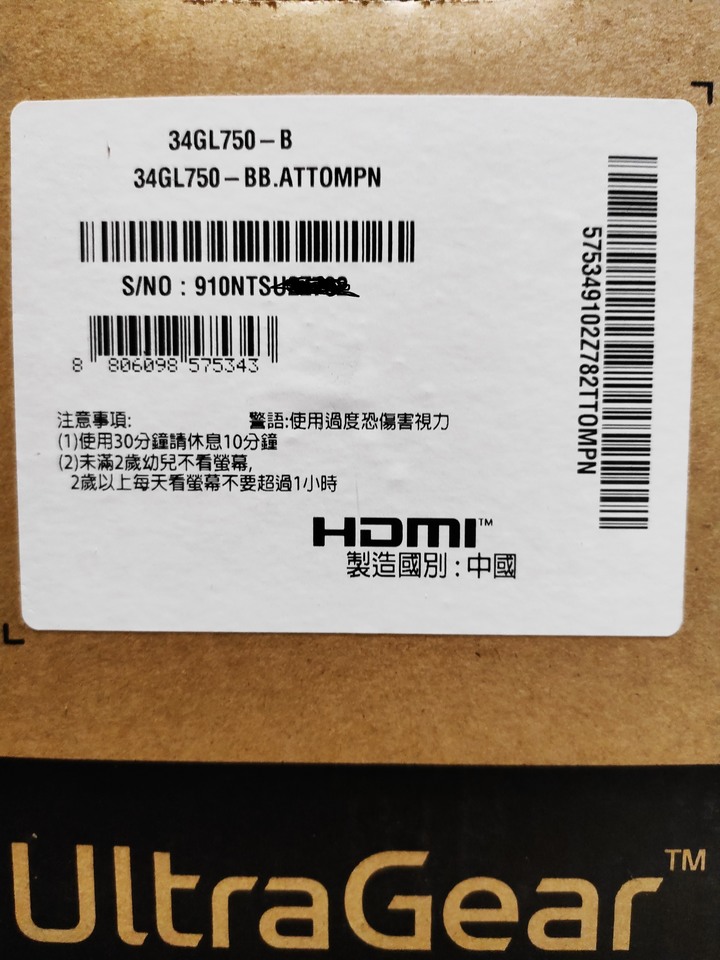 34GL750-B
34GL750-BB.ATTOMPN
S/NO : 910NTSU
8 806098 575343
575349102Z782TTOMPN
注意事項:
警語:使用過度恐傷害視力
(1)使用30分鐘請休息10分鐘
(2)未滿2歲幼兒不看螢幕,
2歲以上每天看螢幕不要超過1小時
HDMI™
製造國別:中國
UltraGear™